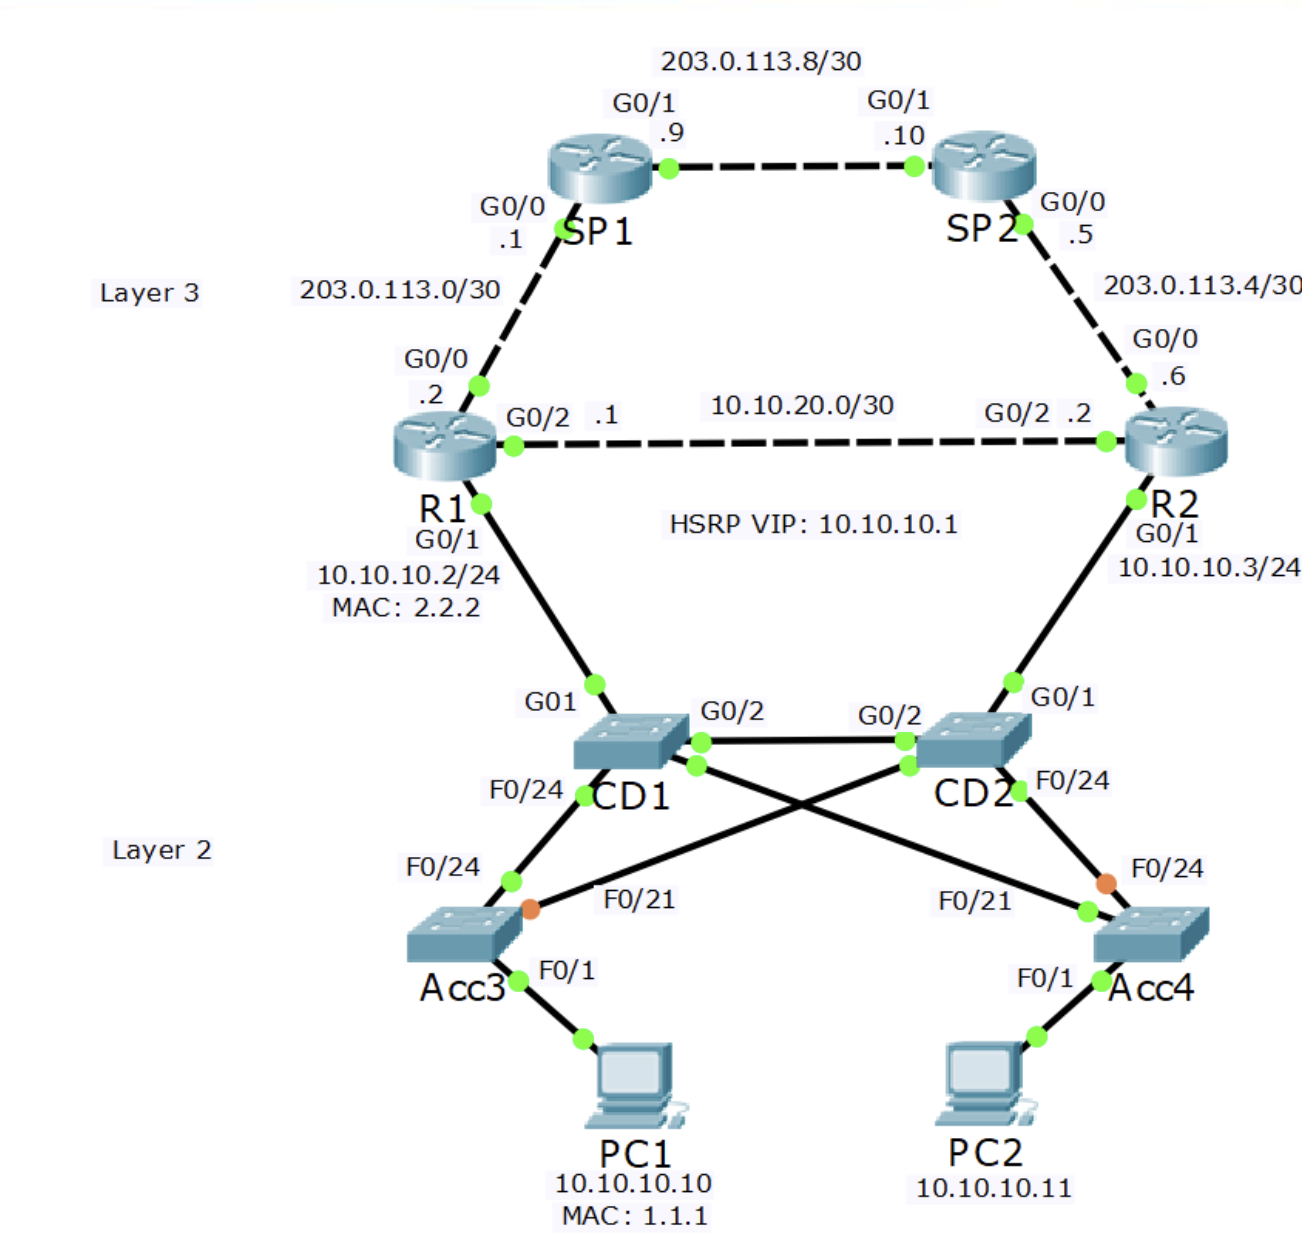 203.0.113.8/30
G0/1
G0/1
.9
.10
SP1
SP2
G0/0
.1
G0/0
.5
Layer 3
203.0.113.0/30
203.0.113.4/30
G0/0
.2
G0/0
.6
G0/2 .1
10.10.20.0/30
G0/2 .2
R1
R2
HSRP VIP: 10.10.10.1
G0/1
G0/1
10.10.10.2/24
10.10.10.3/24
MAC: 2.2.2
G01
G0/2
G0/2
G0/1
CD1
CD2
F0/24
F0/24
Layer 2
F0/24
F0/21
F0/21
F0/24
Acc3
F0/1
F0/1
Acc4
PC1
PC2
10.10.10.10
10.10.10.11
MAC: 1.1.1